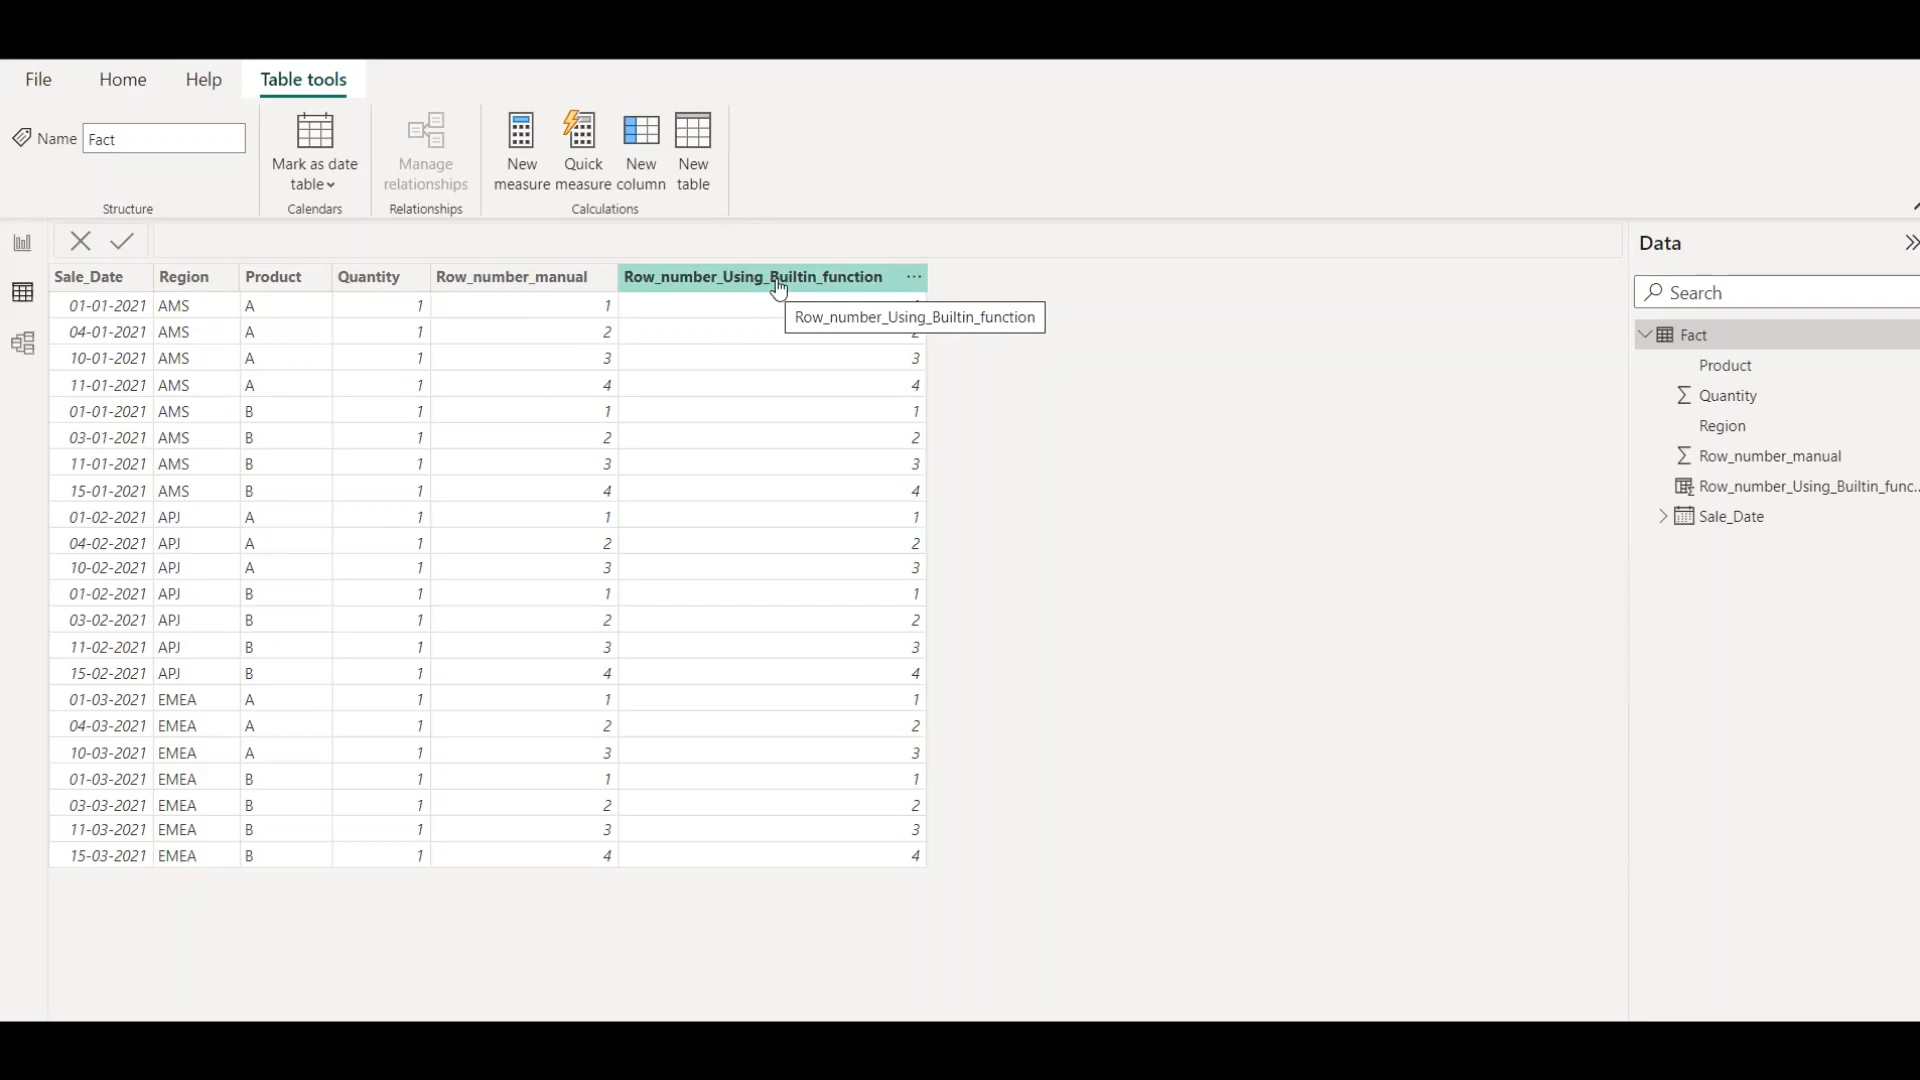 File Home Help Table tools
Name Fact
Mark as date table
Manage relationships
New measure
Quick measure
New column
New table
Structure Calendars Relationships Calculations
Data
Search
Sale_Date Region Product Quantity Row_number_manual Row_number_Using_Builtin_function ...
Row_number_Using_Builtin_function
01-01-2021 AMS A 1 1
04-01-2021 AMS A 1 2 2
10-01-2021 AMS A 1 3 3
11-01-2021 AMS A 1 4 4
01-01-2021 AMS B 1 1 1
03-01-2021 AMS B 1 2 2
11-01-2021 AMS B 1 3 3
15-01-2021 AMS B 1 4 4
01-02-2021 APJ A 1 1 1
04-02-2021 APJ A 1 2 2
10-02-2021 APJ A 1 3 3
01-02-2021 APJ B 1 1 1
03-02-2021 APJ B 1 2 2
11-02-2021 APJ B 1 3 3
15-02-2021 APJ B 1 4 4
01-03-2021 EMEA A 1 1 1
04-03-2021 EMEA A 1 2 2
10-03-2021 EMEA A 1 3 3
01-03-2021 EMEA B 1 1 1
03-03-2021 EMEA B 1 2 2
11-03-2021 EMEA B 1 3 3
15-03-2021 EMEA B 1 4 4
Fact
Product
Quantity
Region
Row_number_manual
Row_number_Using_Builtin_func...
Sale_Date